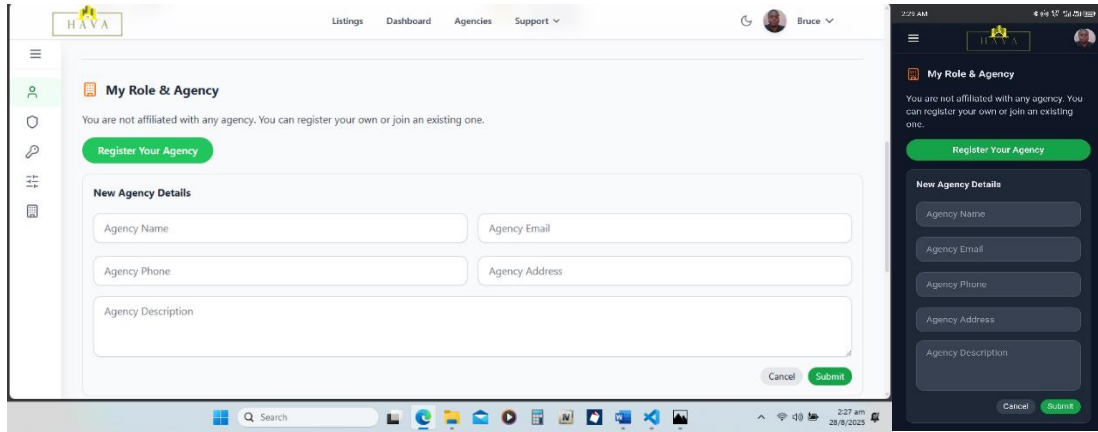 HAVA
Listings Dashboard Agencies Support
Bruce
My Role & Agency
You are not affiliated with any agency. You can register your own or join an existing one.
Register Your Agency
New Agency Details
Agency Name
Agency Email
Agency Phone
Agency Address
Agency Description
Cancel
Submit
Search
2:27 am
28/8/2025
2:29 AM
HAVA
My Role & Agency
You are not affiliated with any agency. You
can register your own or join an existing
one.
Register Your Agency
New Agency Details
Agency Name
Agency Email
Agency Phone
Agency Address
Agency Description
Cancel
Submit